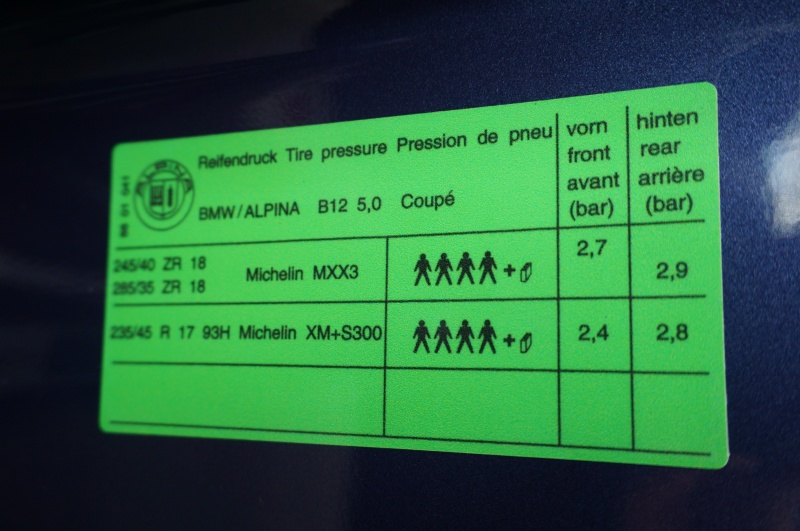 Reifendruck Tire pressure Pression de pneu
BMW/ALPINA B12 5,0 Coupé
vorn
front
avant
(bar)
hinten
rear
arrière
(bar)
245/40 ZR 18
285/35 ZR 18
Michelin MXX3
+
2,7
2,9
235/45 R 17 93H Michelin XM+S300
+
2,4
2,8